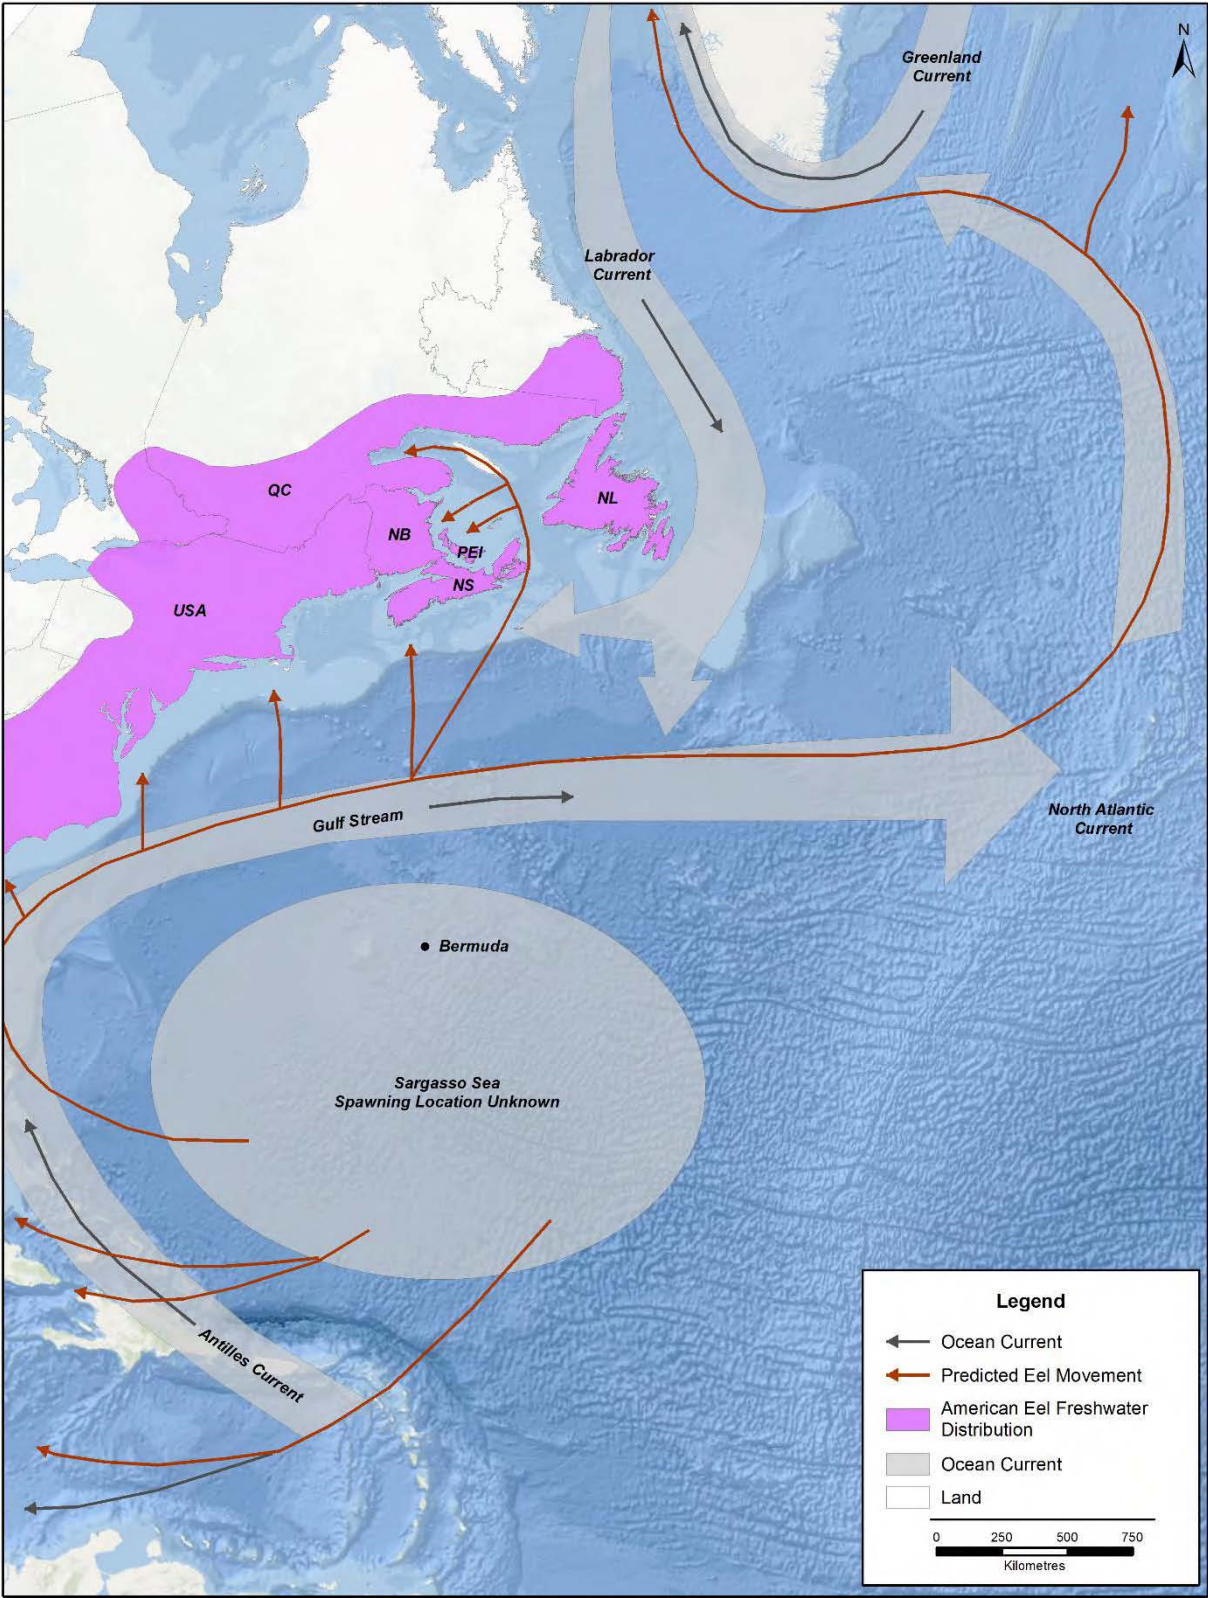 N
Greenland
Current
Labrador
Current
QC
NL
NB
PEI
NS
USA
Gulf Stream
North Atlantic
Current
Bermuda
Sargasso Sea
Spawning Location Unknown
Antilles Current
Legend
Ocean Current
Predicted Eel Movement
American Eel Freshwater
Distribution
Ocean Current
Land
0 250 500 750
Kilometres